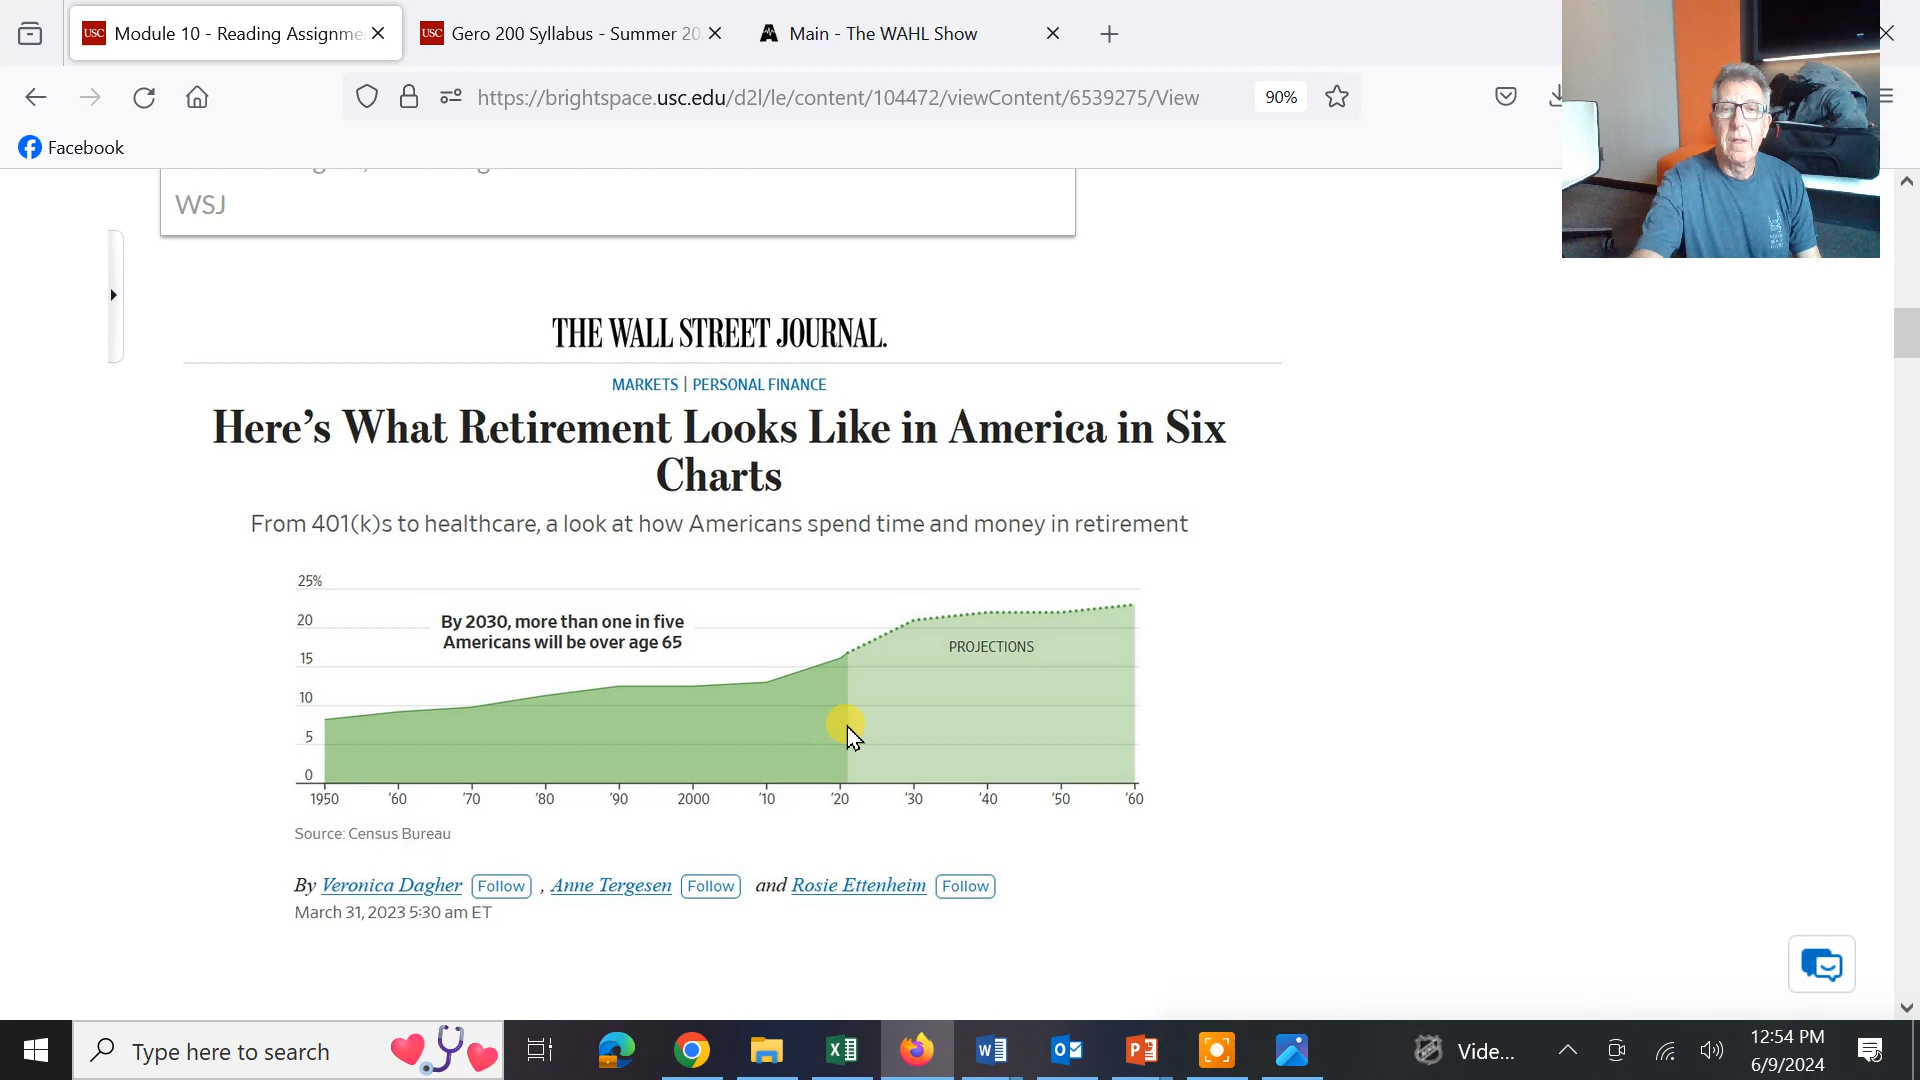 Module 10 - Reading Assignme
Gero 200 Syllabus - Summer 20
Main - The WAHL Show
https://brightspace.usc.edu/d2l/le/content/104472/viewContent/6539275/View
90%
Facebook
WSJ
THE WALL STREET JOURNAL.
MARKETS | PERSONAL FINANCE
Here's What Retirement Looks Like in America in Six
Charts
From 401(k)s to healthcare, a look at how Americans spend time and money in retirement
25%
20
15
10
5
0
By 2030, more than one in five
Americans will be over age 65
PROJECTIONS
1950 '60 '70 '80 '90 2000 '10 '20 '30 '40 '50 '60
Source: Census Bureau
By Veronica Dagher Follow , Anne Tergesen Follow and Rosie Ettenheim Follow
March 31, 2023 5:30 am ET
Type here to search
Vide...
12:54 PM
6/9/2024